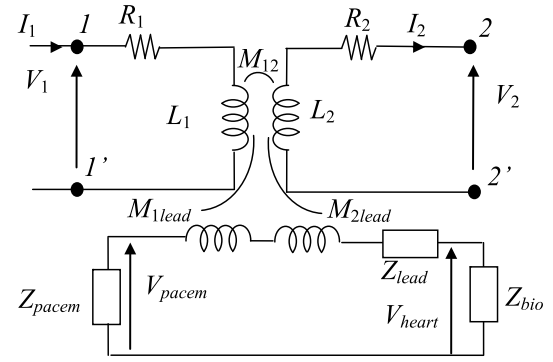 I1 1 R1 R2 I2 2
V1 M12 V2
L1 L2
1’ 2’
M1lead M2lead
Zpacem Vpacem Zlead Vheart Zbio